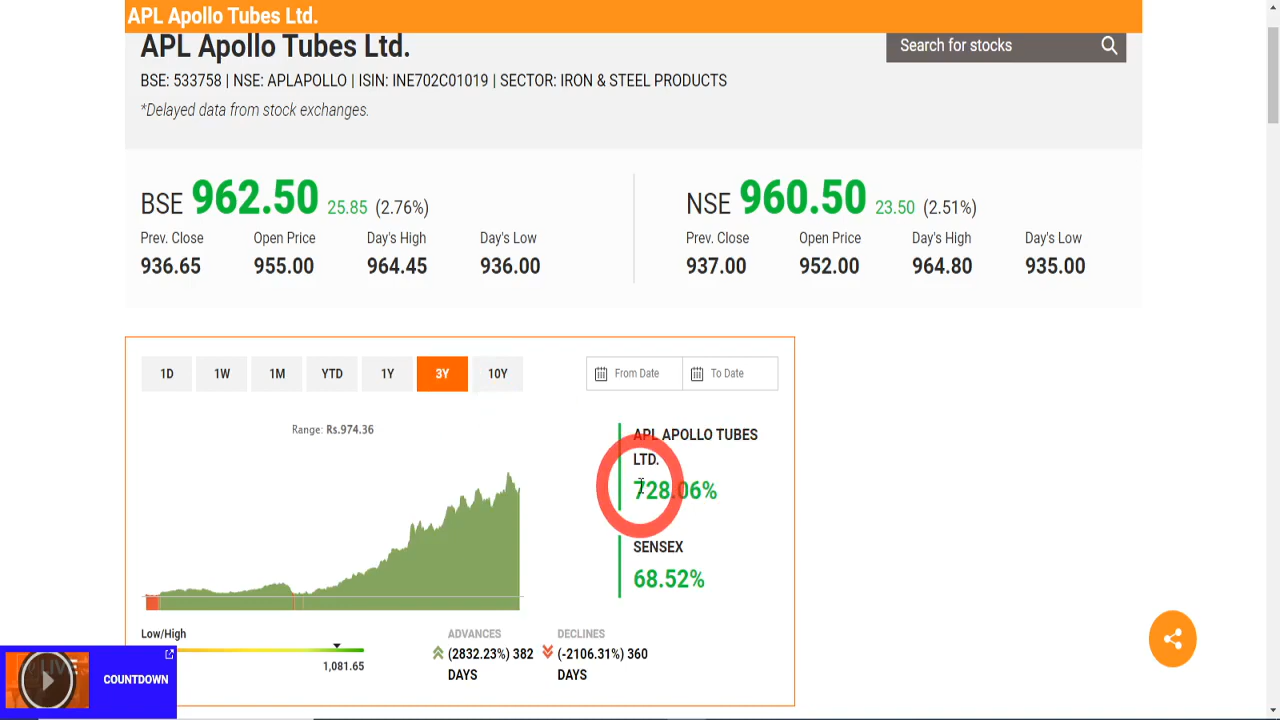 APL Apollo Tubes Ltd.
APL Apollo Tubes Ltd.
Search for stocks
BSE: 533758 | NSE: APLAPOLLO | ISIN: INE702C01019 | SECTOR: IRON & STEEL PRODUCTS
*Delayed data from stock exchanges.
BSE 962.50 25.85 (2.76%)
Prev. Close Open Price Day's High Day's Low
936.65 955.00 964.45 936.00
NSE 960.50 23.50 (2.51%)
Prev. Close Open Price Day's High Day's Low
937.00 952.00 964.80 935.00
1D 1W 1M YTD 1Y 3Y 10Y
From Date To Date
Range: Rs.974.36
APL APOLLO TUBES
LTD.
728.06%
SENSEX
68.52%
Low/High
1,081.65
ADVANCES
(2832.23%) 382
DAYS
DECLINES
(-2106.31%) 360
DAYS
LIVE
COUNTDOWN